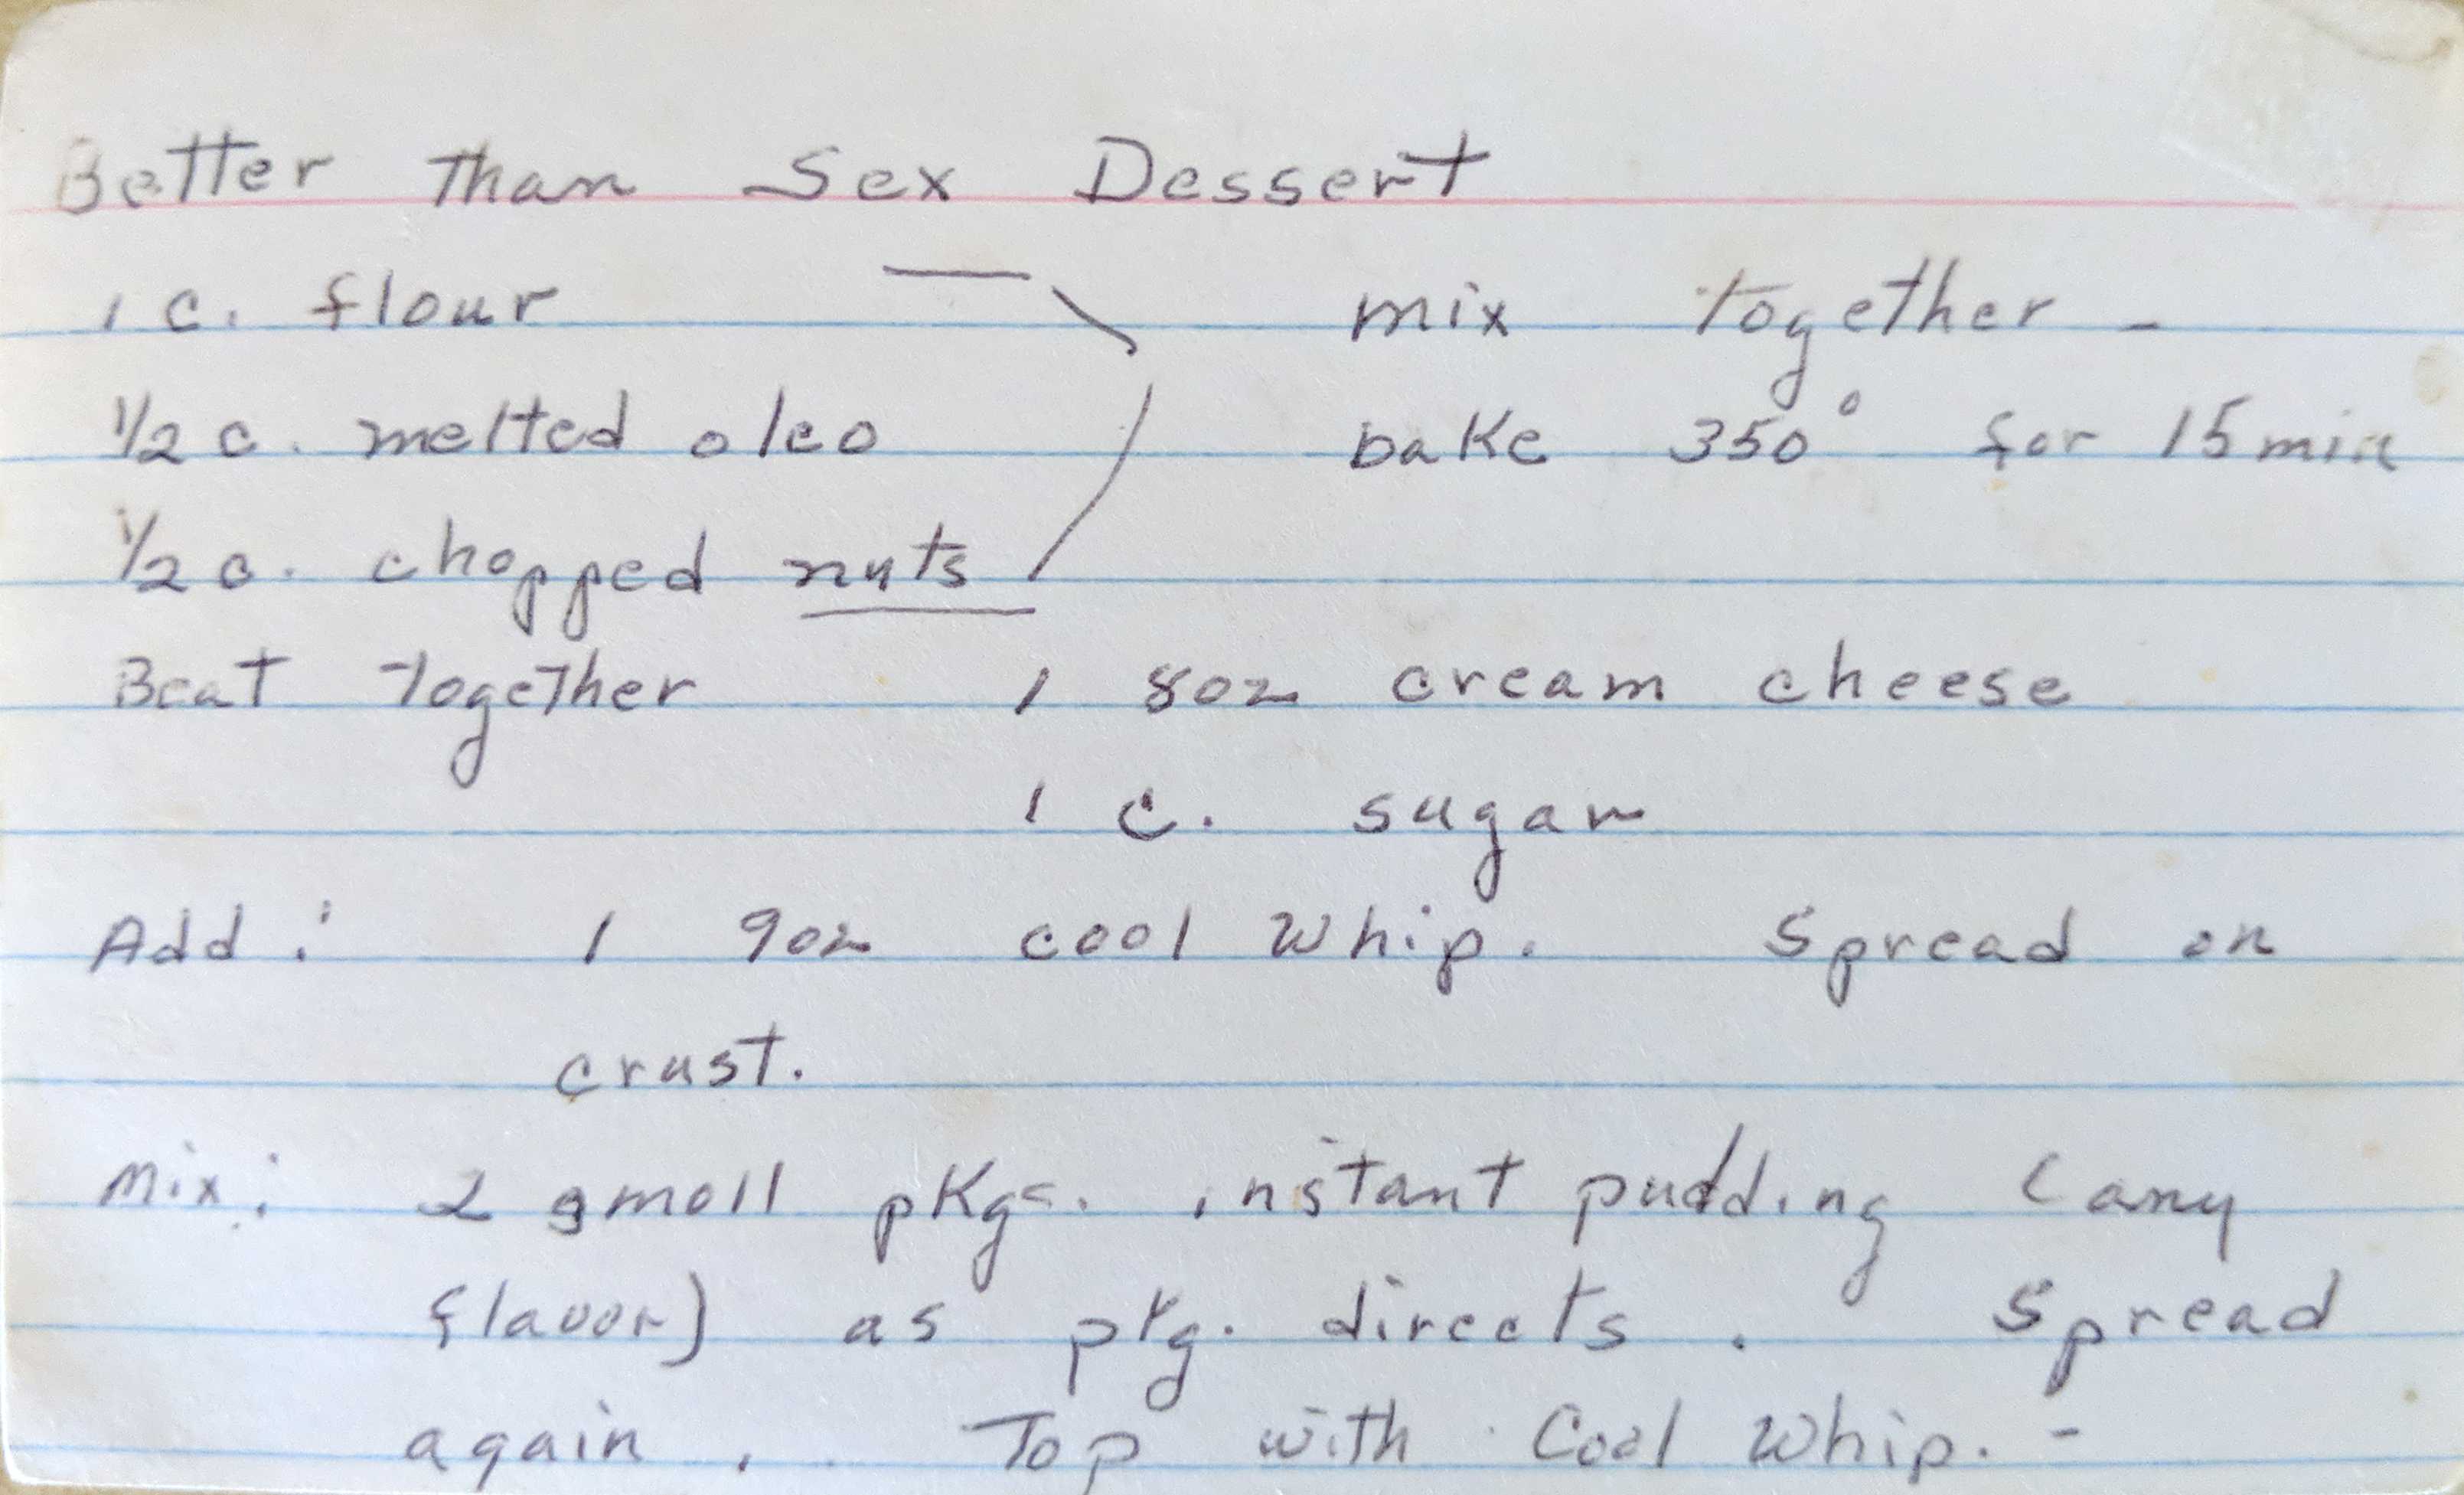 Better Than Sex Dessert
1 c. flour mix together -
1/2 c. melted oleo bake 350° for 15 min
1/2 c. chopped nuts
Beat together 1 8oz cream cheese
1 c. sugar
Add: 1 9oz cool whip. Spread on
crust.
Mix: 2 small pkgs. instant pudding (any
flavor) as pkg. directs. Spread
again. Top with Cool Whip. -